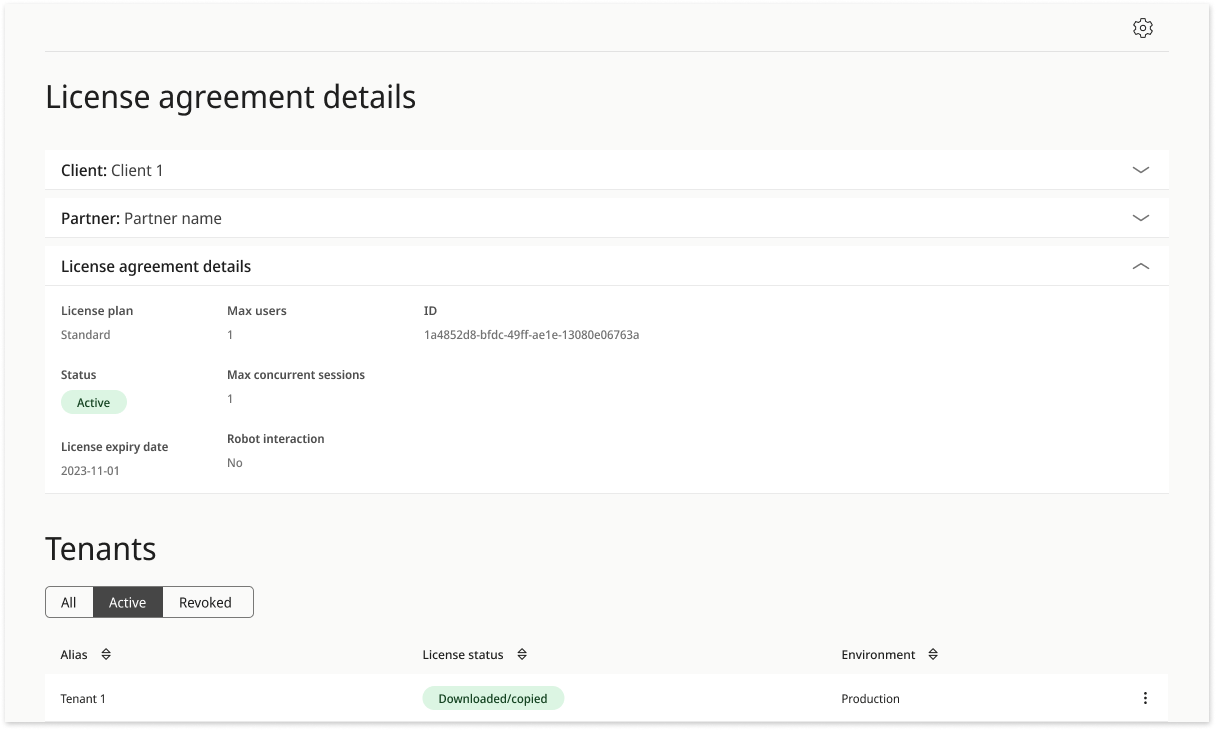 License agreement details
Client: Client 1
Partner: Partner name
License agreement details
License plan Max users ID
Standard 1 1a4852d8-bfdc-49ff-ae1e-13080e06763a
Status Max concurrent sessions
Active 1
License expiry date Robot interaction
2023-11-01 No
Tenants
All Active Revoked
Alias License status Environment
Tenant 1 Downloaded/copied Production